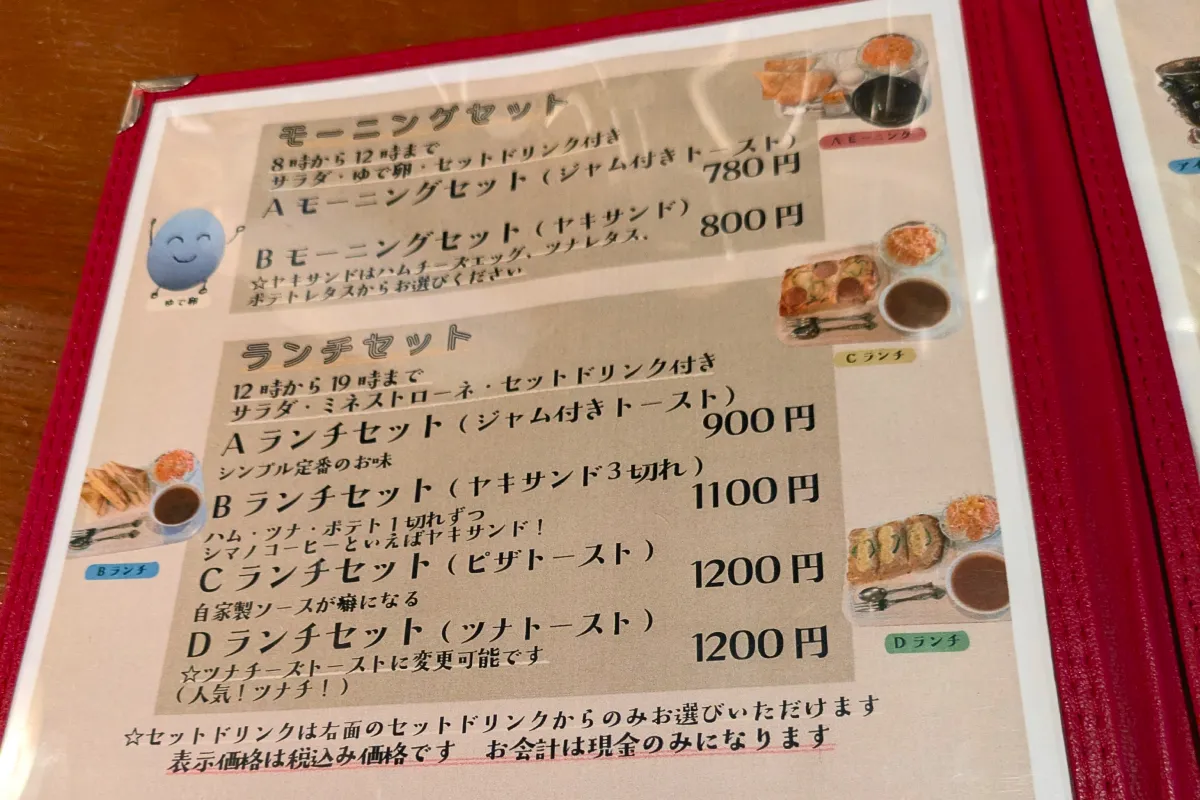 モーニングセット
8時から12時まで
サラダ・ゆで卵・セットドリンク付き
A モーニングセット(ジャム付きトースト)
780円
B モーニングセット(ヤキサンド)
800円
☆ヤキサンドはハムチーズエッグ、ツナレタス、
ポテトレタスからお選びください
Aモーニング
ゆで卵
ランチセット
12時から19時まで
サラダ・ミネストローネ・セットドリンク付き
A ランチセット(ジャム付きトースト)
900円
シンプル定番のお味
B ランチセット(ヤキサンド3切れ)
1100円
ハム・ツナ・ポテト1切れずつ
シマノコーヒーといえばヤキサンド!
C ランチセット(ピザトースト)
1200円
自家製ソースが癖になる
D ランチセット(ツナトースト)
1200円
☆ツナチーズトーストに変更可能です
(人気!ツナチ!)
Cランチ
Bランチ
Dランチ
☆セットドリンクは右面のセットドリンクからのみお選びいただけます
表示価格は税込み価格です お会計は現金のみになります
アイ